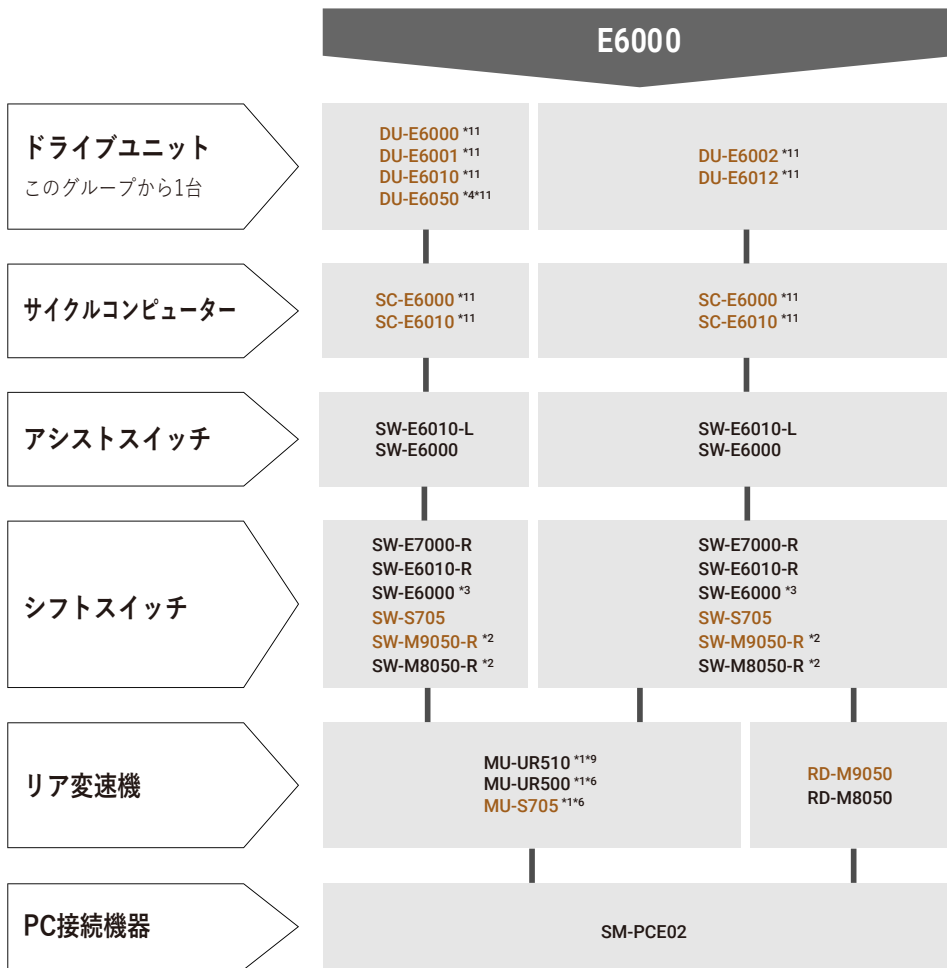 E6000
ドライブユニット
このグループから1台
DU-E6000 *11
DU-E6001 *11
DU-E6010 *11
DU-E6050 *4*11
DU-E6002 *11
DU-E6012 *11
サイクルコンピューター
SC-E6000 *11
SC-E6010 *11
SC-E6000 *11
SC-E6010 *11
アシストスイッチ
SW-E6010-L
SW-E6000
SW-E6010-L
SW-E6000
シフトスイッチ
SW-E7000-R
SW-E6010-R
SW-E6000 *3
SW-S705
SW-M9050-R *2
SW-M8050-R *2
SW-E7000-R
SW-E6010-R
SW-E6000 *3
SW-S705
SW-M9050-R *2
SW-M8050-R *2
リア変速機
MU-UR510 *1*9
MU-UR500 *1*6
MU-S705 *1*6
RD-M9050
RD-M8050
PC接続機器
SM-PCE02